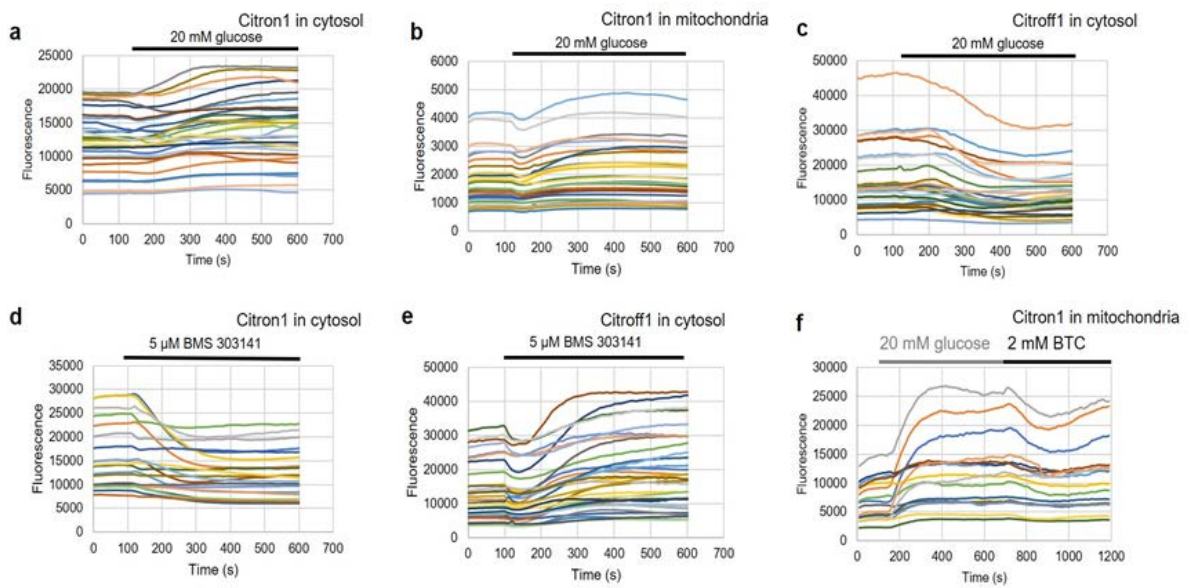 a
Citron1 in cytosol
20 mM glucose
25000
20000
15000
10000
5000
0
Fluorescence
0 100 200 300 400 500 600 700
Time (s)
b
Citron1 in mitochondria
20 mM glucose
6000
5000
4000
3000
2000
1000
0
Fluorescence
0 100 200 300 400 500 600 700
Time (s)
c
Citroff1 in cytosol
20 mM glucose
50000
40000
30000
20000
10000
0
Fluorescence
0 100 200 300 400 500 600 700
Time (s)
d
Citron1 in cytosol
5 µM BMS 303141
35000
30000
25000
20000
15000
10000
5000
0
Fluorescence
0 100 200 300 400 500 600 700
Time (s)
e
Citroff1 in cytosol
5 µM BMS 303141
50000
40000
30000
20000
10000
0
Fluorescence
0 100 200 300 400 500 600 700
Time (s)
f
Citron1 in mitochondria
20 mM glucose 2 mM BTC
30000
25000
20000
15000
10000
5000
0
Fluorescence
0 200 400 600 800 1000 1200
Time (s)